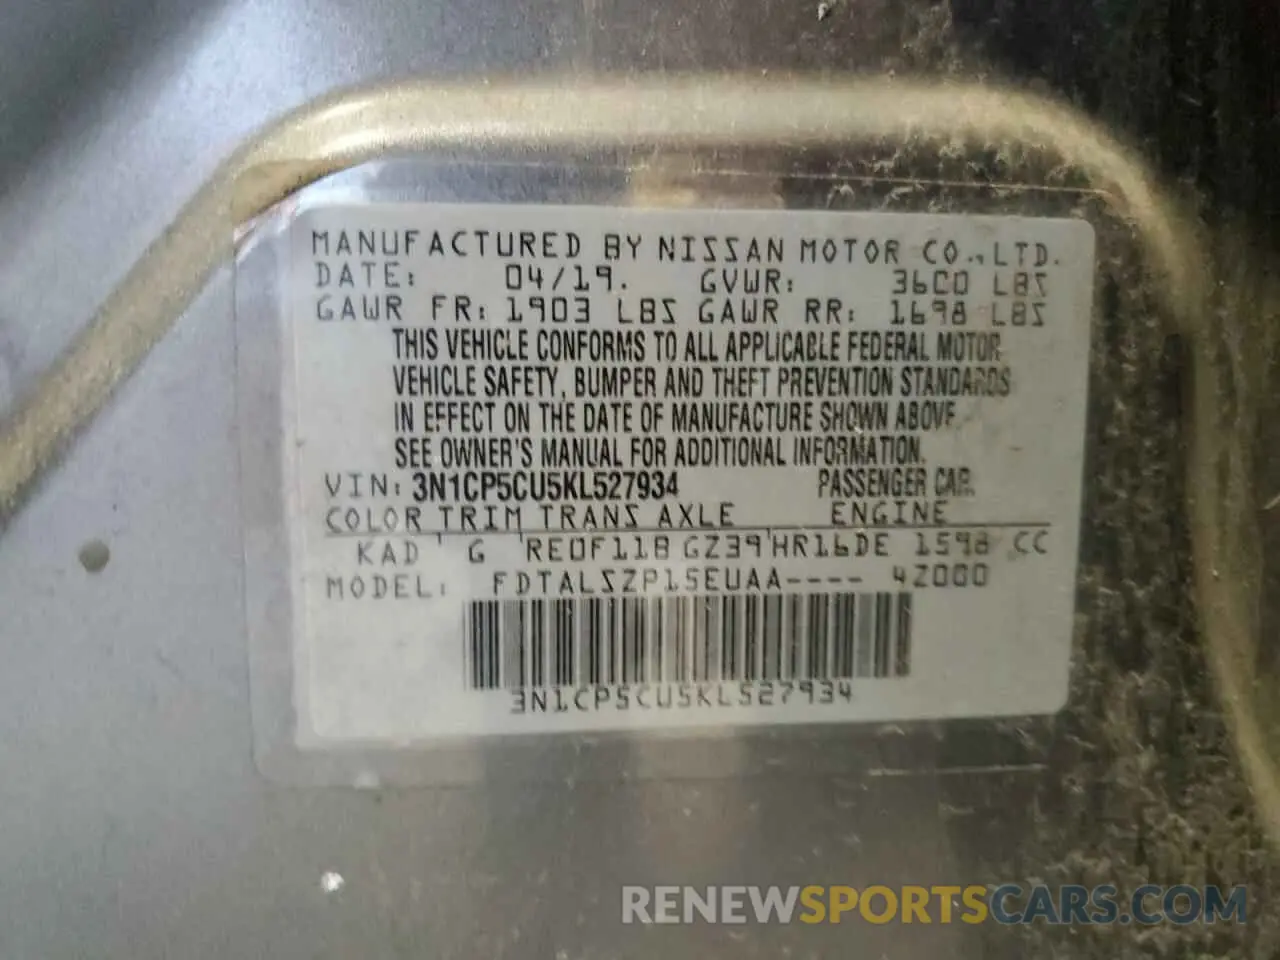 MANUFACTURED BY NISSAN MOTOR CO., LTD.
DATE: 04/19. GVWR: 3600 LBS
GAWR FR: 1903 LBS GAWR RR: 1698 LBS
THIS VEHICLE CONFORMS TO ALL APPLICABLE FEDERAL MOTOR
VEHICLE SAFETY, BUMPER AND THEFT PREVENTION STANDARDS
IN EFFECT ON THE DATE OF MANUFACTURE SHOWN ABOVE.
SEE OWNER'S MANUAL FOR ADDITIONAL INFORMATION.
VIN: 3N1CP5CU5KL527934 PASSENGER CAR.
COLOR TRIM TRANS AXLE ENGINE
KAD G RE0F11B GZ39 HR16DE 1598 CC
MODEL: FDTALSZP15EUAA---- 4Z000
3N1CP5CU5KL527934
RENEWSPORTSCARS.COM